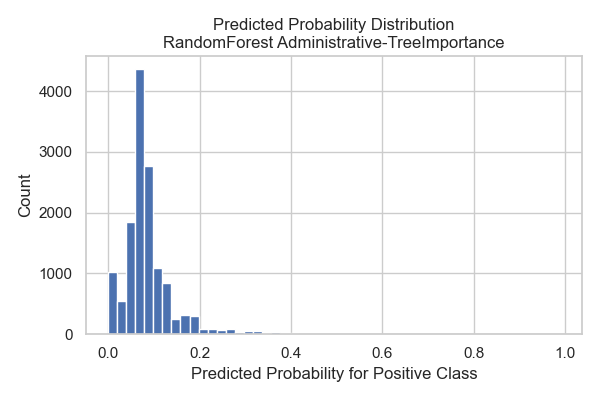 Predicted Probability Distribution
RandomForest Administrative-TreeImportance
4000
3000
2000
1000
0
Count
0.0 0.2 0.4 0.6 0.8 1.0
Predicted Probability for Positive Class